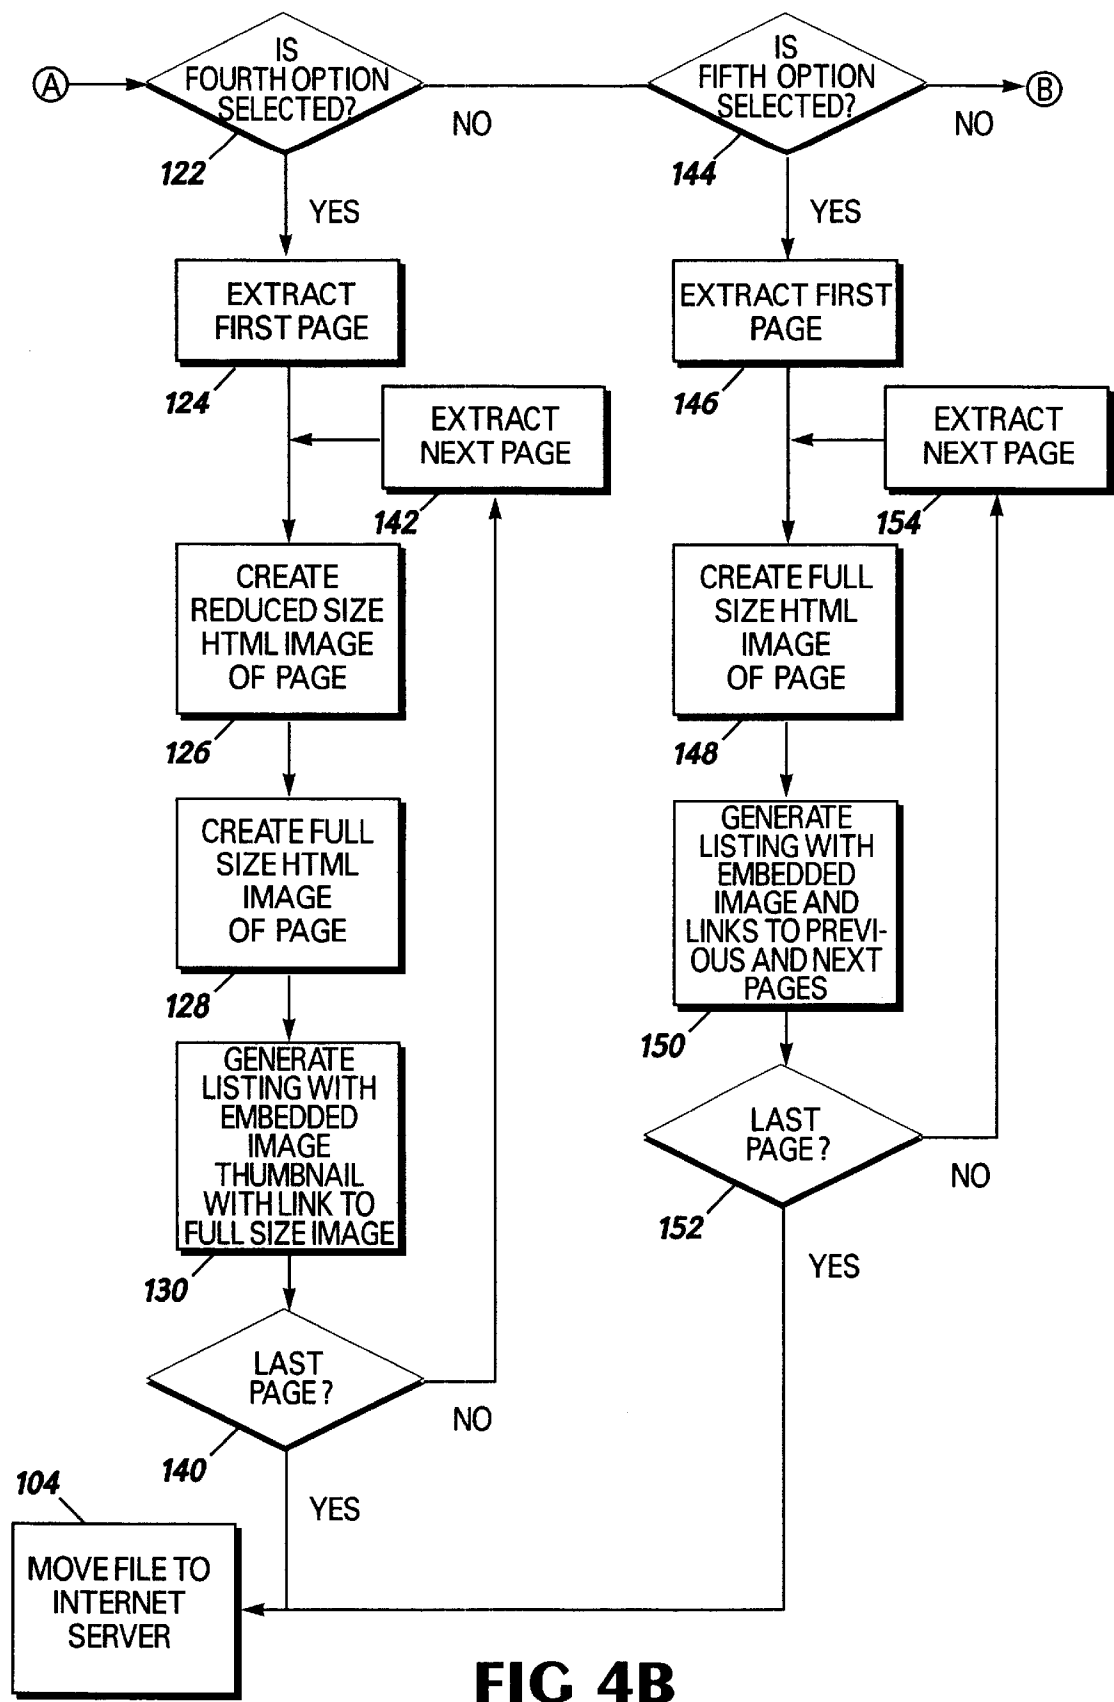 IS
FOURTH OPTION
SELECTED?
A
NO
122
YES
IS
FIFTH OPTION
SELECTED?
B
NO
144
YES
EXTRACT
FIRST PAGE
124
EXTRACT
NEXT PAGE
142
CREATE
REDUCED SIZE
HTML IMAGE
OF PAGE
126
CREATE FULL
SIZE HTML
IMAGE
OF PAGE
128
GENERATE
LISTING WITH
EMBEDDED
IMAGE
THUMBNAIL
WITH LINK TO
FULL SIZE IMAGE
130
LAST
PAGE?
NO
140
YES
104
MOVE FILE TO
INTERNET
SERVER
EXTRACT FIRST
PAGE
146
EXTRACT
NEXT PAGE
154
CREATE FULL
SIZE HTML
IMAGE
OF PAGE
148
GENERATE
LISTING WITH
EMBEDDED
IMAGE AND
LINKS TO PREVI-
OUS AND NEXT
PAGES
150
LAST
PAGE?
NO
152
YES
FIG 4B